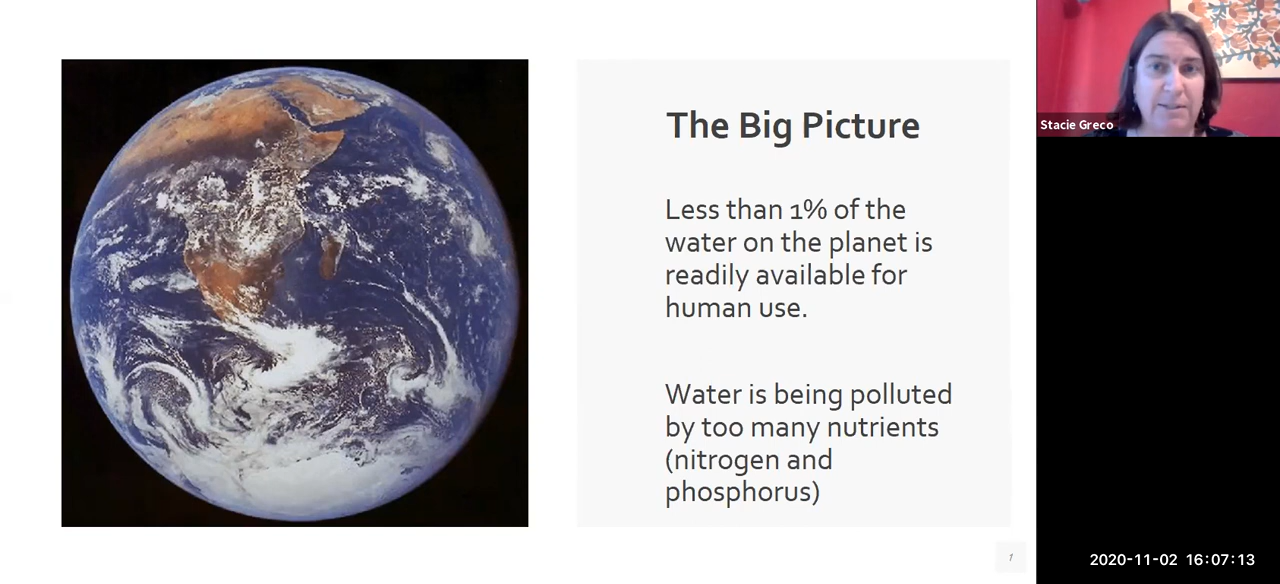 The Big Picture
Less than 1% of the
water on the planet is
readily available for
human use.
Water is being polluted
by too many nutrients
(nitrogen and
phosphorus)
1
Stacie Greco
2020-11-02 16:07:13